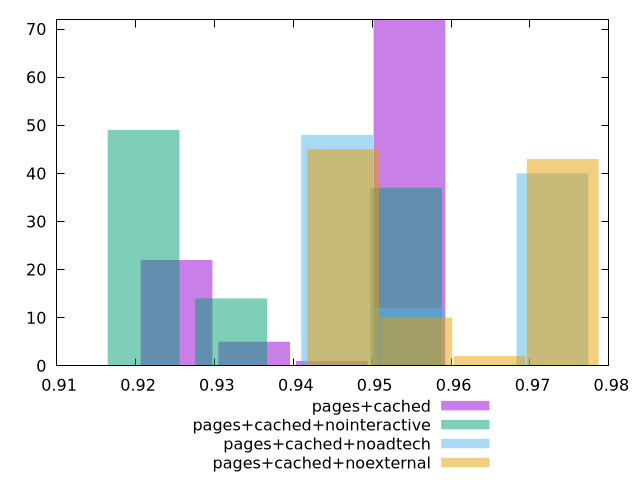 70
60
50
40
30
20
10
0
0.91 0.92 0.93 0.94 0.95 0.96 0.97 0.98
pages+cached
pages+cached+nointeractive
pages+cached+noadtech
pages+cached+noexternal